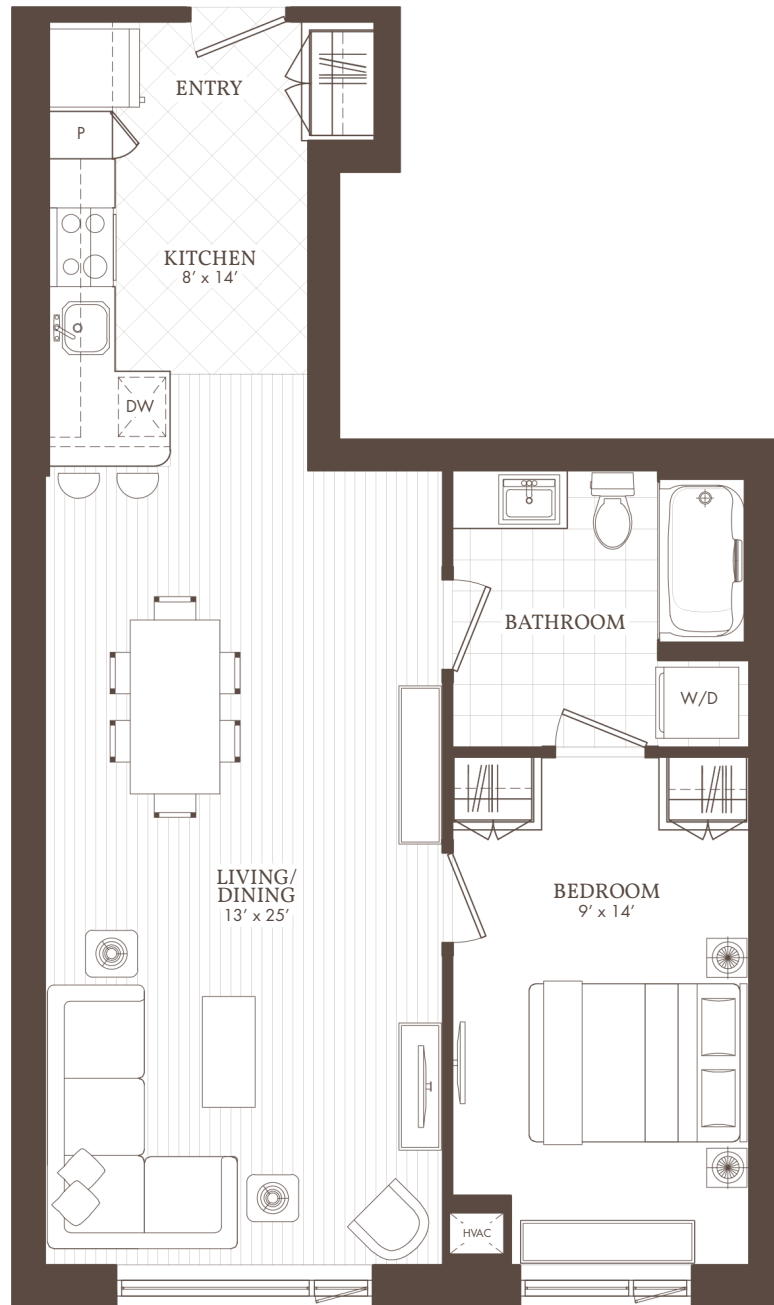 ENTRY
P
KITCHEN
8’ x 14’
DW
BATHROOM
W/D
LIVING/
DINING
13’ x 25’
BEDROOM
9’ x 14’
HVAC